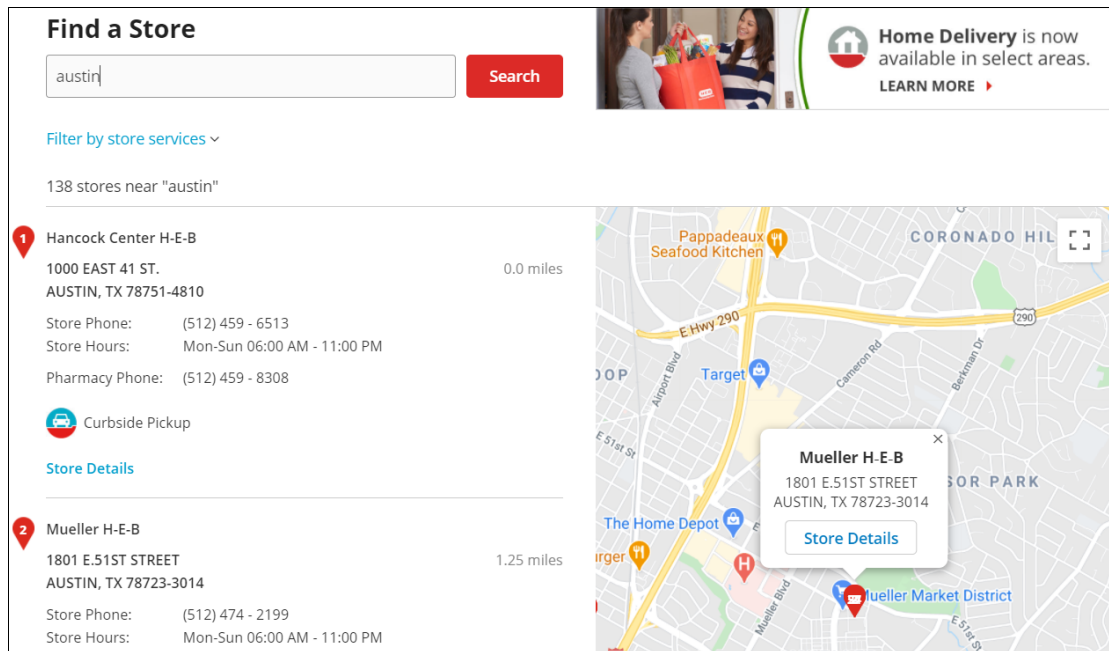 Find a Store
austin
Search
Home Delivery is now
available in select areas.
LEARN MORE
Filter by store services
138 stores near "austin"
1
Hancock Center H-E-B
1000 EAST 41 ST.
0.0 miles
AUSTIN, TX 78751-4810
Store Phone: (512) 459 - 6513
Store Hours: Mon-Sun 06:00 AM - 11:00 PM
Pharmacy Phone: (512) 459 - 8308
Curbside Pickup
Store Details
2
Mueller H-E-B
1801 E.51ST STREET
1.25 miles
AUSTIN, TX 78723-3014
Store Phone: (512) 474 - 2199
Store Hours: Mon-Sun 06:00 AM - 11:00 PM
Pappadeaux
Seafood Kitchen
CORONADO HIL
E Hwy 290
290
OOP
Airport Blvd
Target
Cameron Rd
Berkman Dr
E 51st St
Mueller H-E-B
1801 E.51ST STREET
AUSTIN, TX 78723-3014
Store Details
SOR PARK
The Home Depot
E
urger
H
Mueller Blvd
Mueller Market District
E 51st St